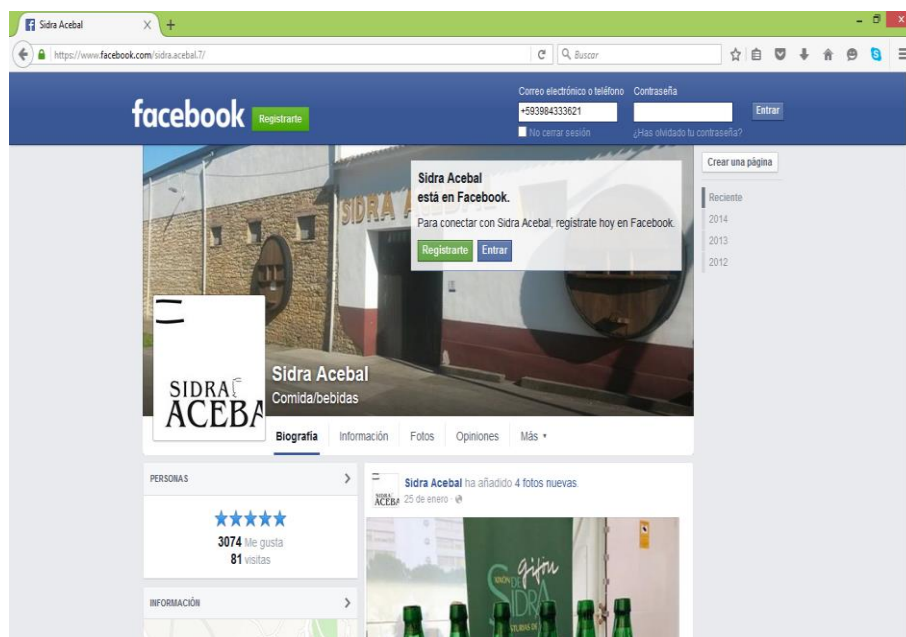 Sidra Acebal
https://www.facebook.com/sidra.acebal.7/
Buscar
facebook
Registrarte
Correo electrónico o teléfono
Contraseña
+593984333621
Entrar
No cerrar sesión
¿Has olvidado tu contraseña?
Crear una página
Reciente
2014
2013
2012
SIDRA A
Sidra Acebal
está en Facebook.
Para conectar con Sidra Acebal, regístrate hoy en Facebook.
Registrarte
Entrar
SIDRA
ACEBA
Sidra Acebal
Comida/bebidas
Biografía
Información
Fotos
Opiniones
Más
PERSONAS
3074 Me gusta
81 visitas
INFORMACIÓN
SIDRA
ACEBA
Sidra Acebal ha añadido 4 fotos nuevas.
25 de enero
gijón
DE
SIDRA